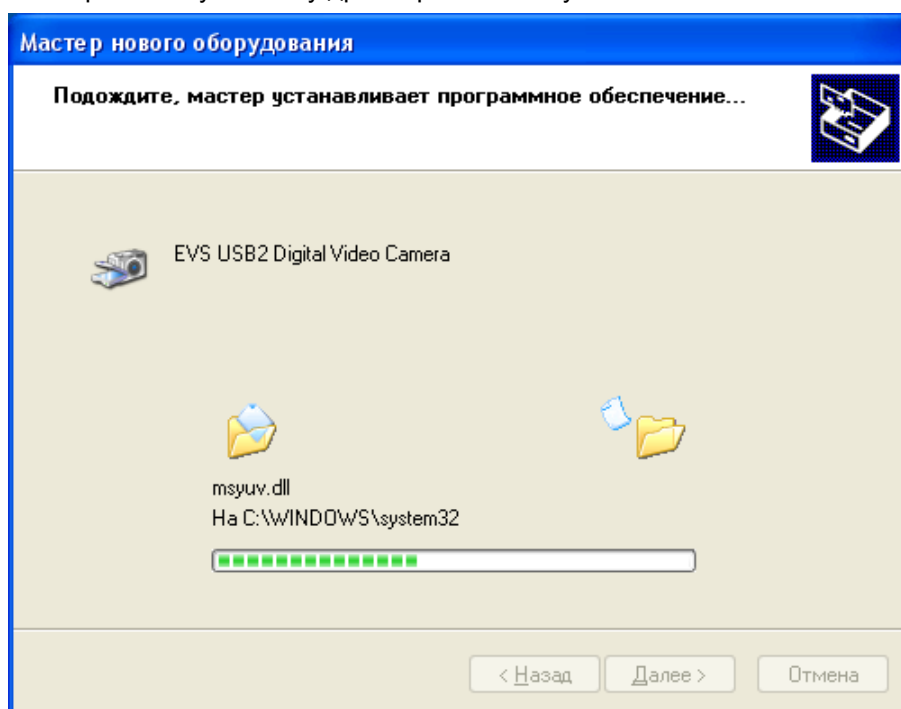 Мастер нового оборудования
Подождите, мастер устанавливает программное обеспечение...
EVS USB2 Digital Video Camera
msyuv.dll
На C:\WINDOWS\system32
< Назад Далее > Отмена